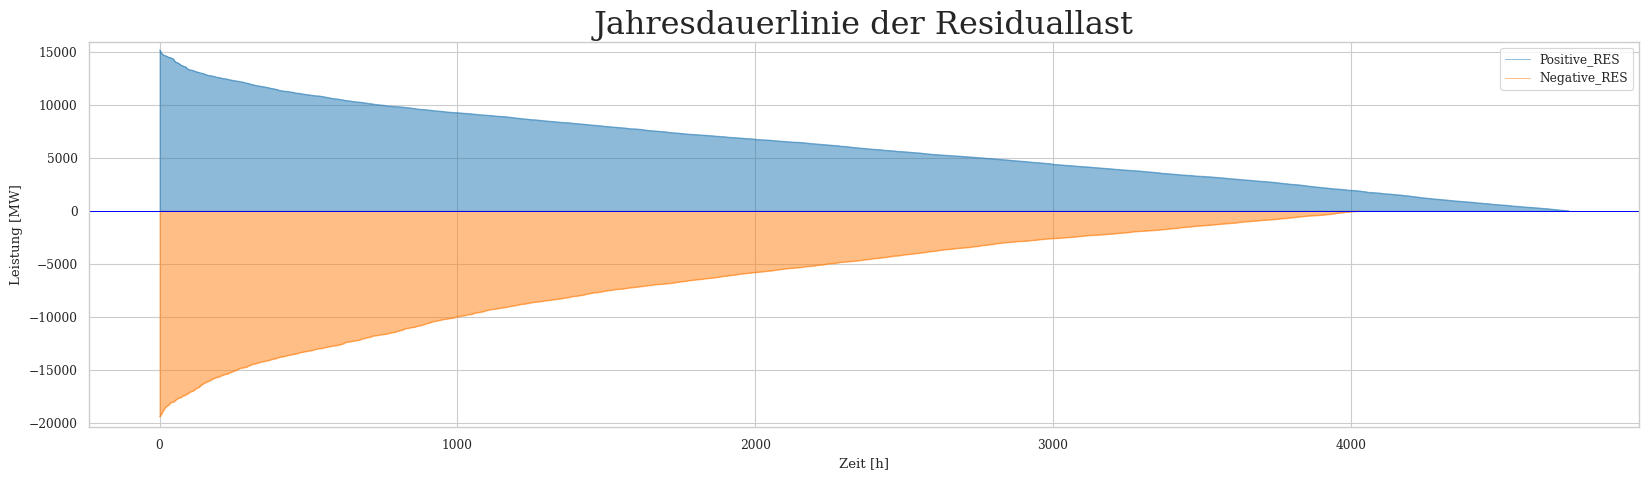 Jahresdauerlinie der Residuallast
Positive_RES
Negative_RES
Leistung [MW]
15000
10000
5000
0
−5000
−10000
−15000
−20000
0
1000
2000
3000
4000
Zeit [h]